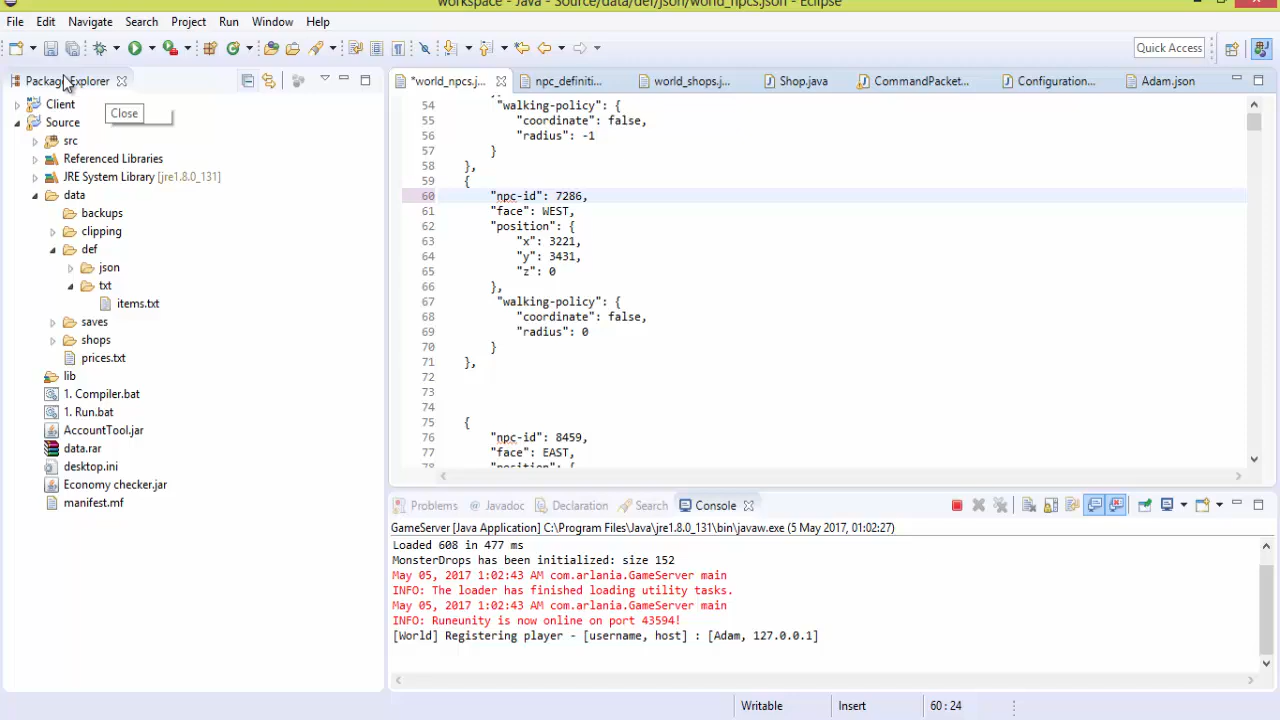 workspace - Java - Source/data/def/json/world_npcs.json - Eclipse
File Edit Navigate Search Project Run Window Help
Quick Access
Package Explorer
Close
Client
Source
src
Referenced Libraries
JRE System Library [jre1.8.0_131]
data
backups
clipping
def
json
txt
items.txt
saves
shops
prices.txt
lib
1. Compiler.bat
1. Run.bat
AccountTool.jar
data.rar
desktop.ini
Economy checker.jar
manifest.mf
*world_npcs.j... npc_definiti... world_shops.j... Shop.java CommandPacket... Configuration... Adam.json
54 "walking-policy": {
55 "coordinate": false,
56 "radius": -1
57 }
58 },
59 {
60 "npc-id": 7286,
61 "face": WEST,
62 "position": {
63 "x": 3221,
64 "y": 3431,
65 "z": 0
66 },
67 "walking-policy": {
68 "coordinate": false,
69 "radius": 0
70 }
71 },
72
73
74
75 {
76 "npc-id": 8459,
77 "face": EAST,
78 "position": {
Problems Javadoc Declaration Search Console
GameServer [Java Application] C:\Program Files\Java\jre1.8.0_131\bin\javaw.exe (5 May 2017, 01:02:27)
Loaded 608 in 477 ms
MonsterDrops has been initialized: size 152
May 05, 2017 1:02:43 AM com.arlania.GameServer main
INFO: The loader has finished loading utility tasks.
May 05, 2017 1:02:43 AM com.arlania.GameServer main
INFO: Runeunity is now online on port 43594!
[World] Registering player - [username, host] : [Adam, 127.0.0.1]
Writable Insert 60 : 24